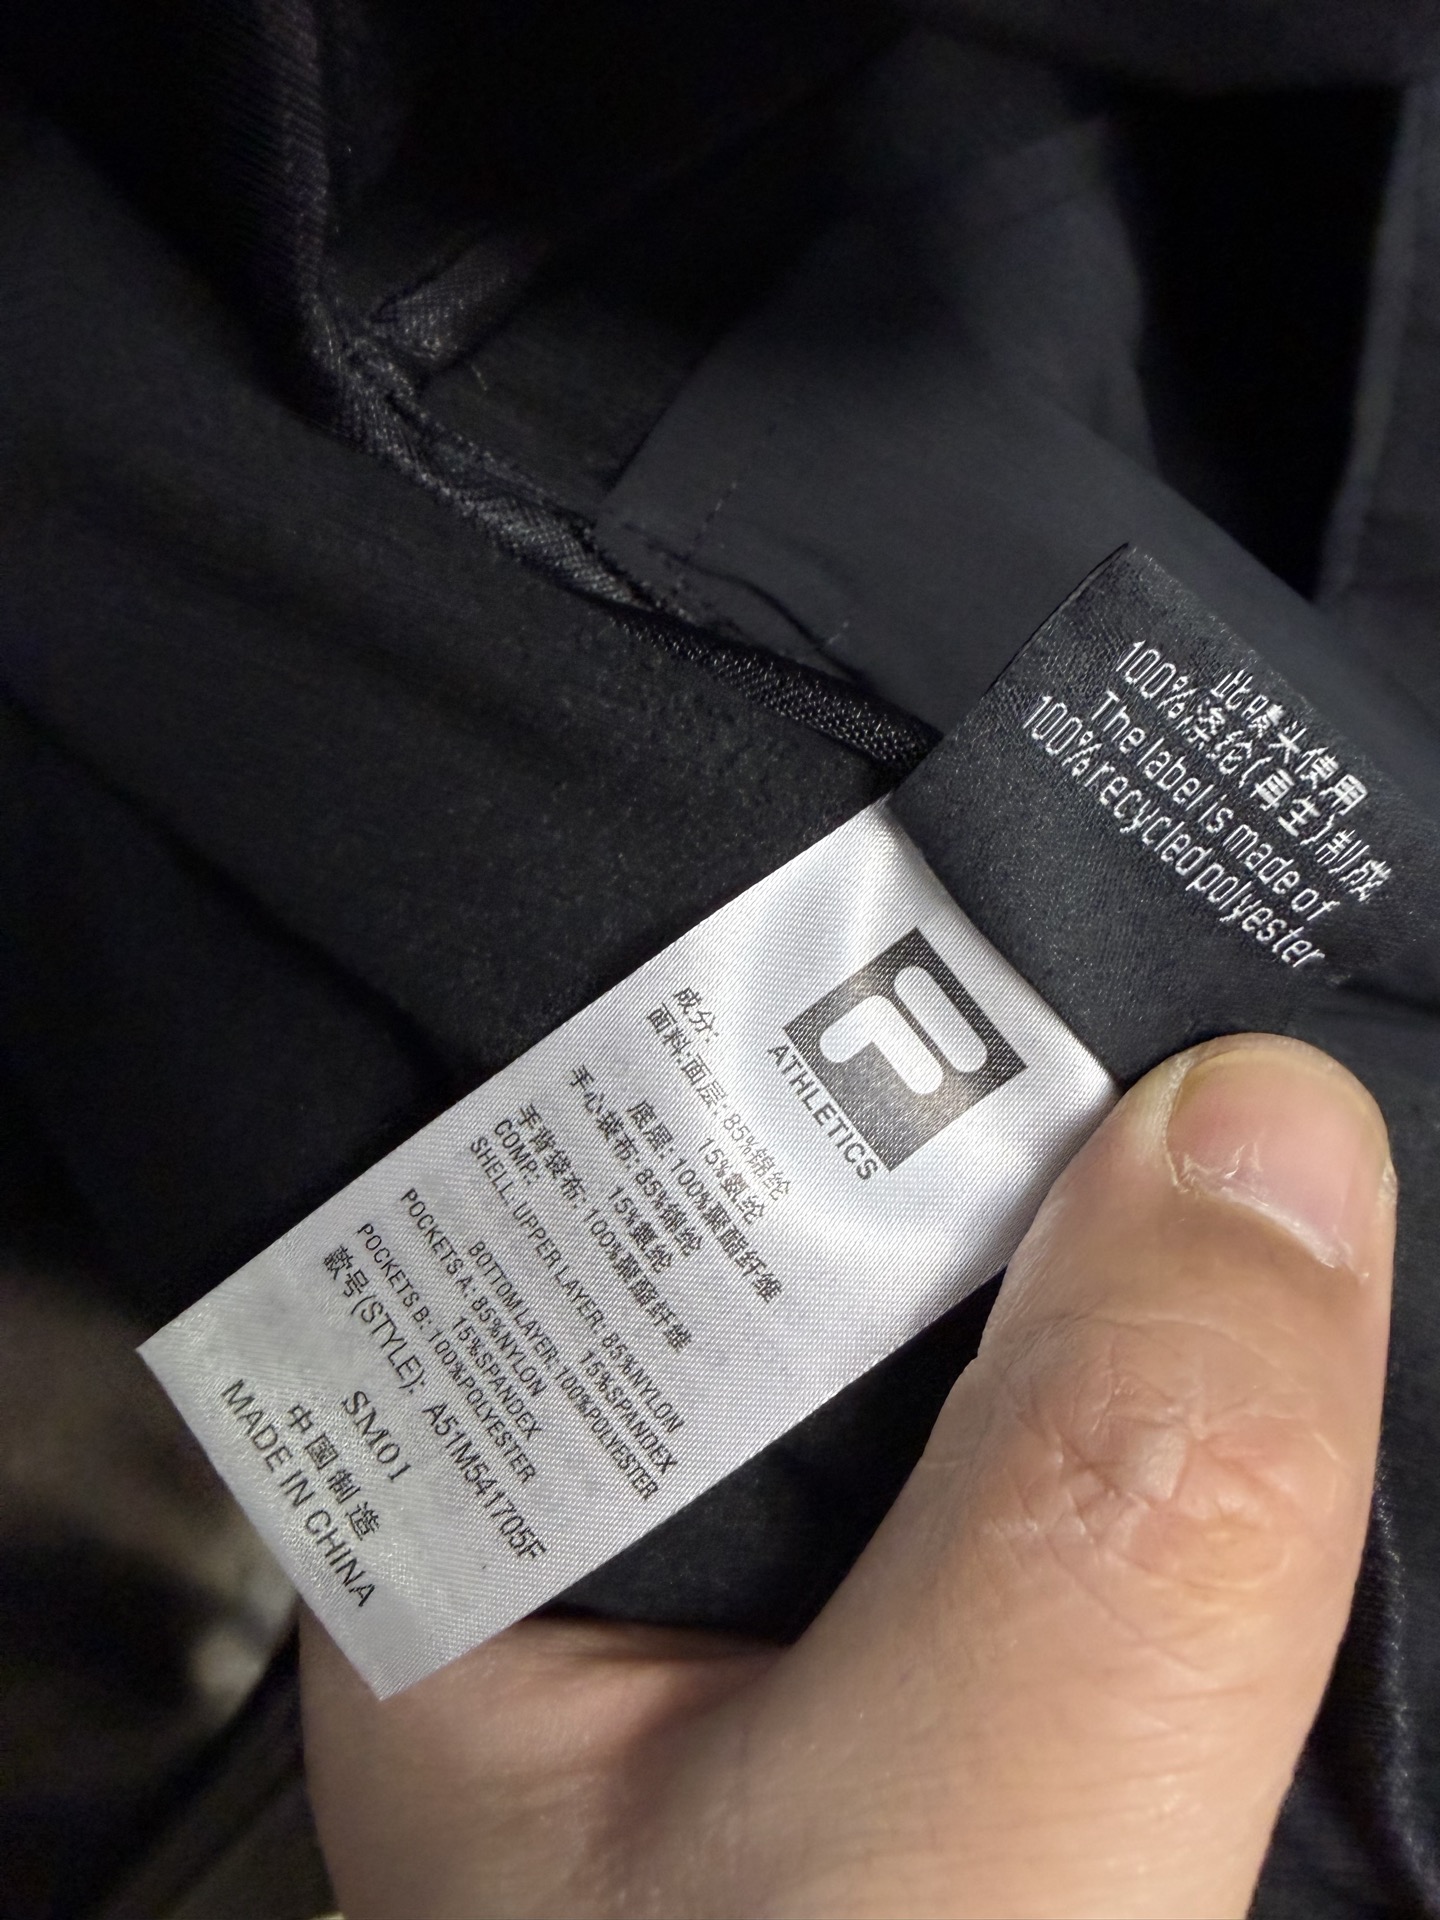 此唛头使用
100%涤纶(再生)制成
The label is made of
100% recycled polyester
F
ATHLETICS
成分:
面料:面层: 85%锦纶
15%氨纶
底层: 100%聚酯纤维
手心袋布: 85%锦纶
15%氨纶
手背袋布: 100%聚酯纤维
COMP:
SHELL, UPPER LAYER: 85%NYLON
15%SPANDEX
BOTTOM LAYER: 100%POLYESTER
POCKETS A: 85%NYLON
15%SPANDEX
POCKETS B: 100%POLYESTER
款号(STYLE): A51M541705F
SM01
中国制造
MADE IN CHINA